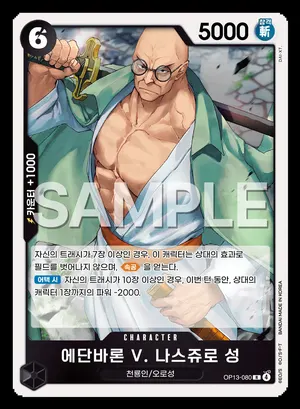 6
5000
참격
斬
카운터 +1000
SAMPLE
자신의 트래시가 7장 이상인 경우, 이 캐릭터는 상대의 효과로
필드를 벗어나지 않으며, 속공 을 얻는다.
어택 시 자신의 트래시가 10장 이상인 경우, 이번 턴 동안, 상대의
캐릭터 1장까지의 파워 -2000.
CHARACTER
에단바론 V. 나스쥬로 성
천룡인/오로성
OP13-080 R